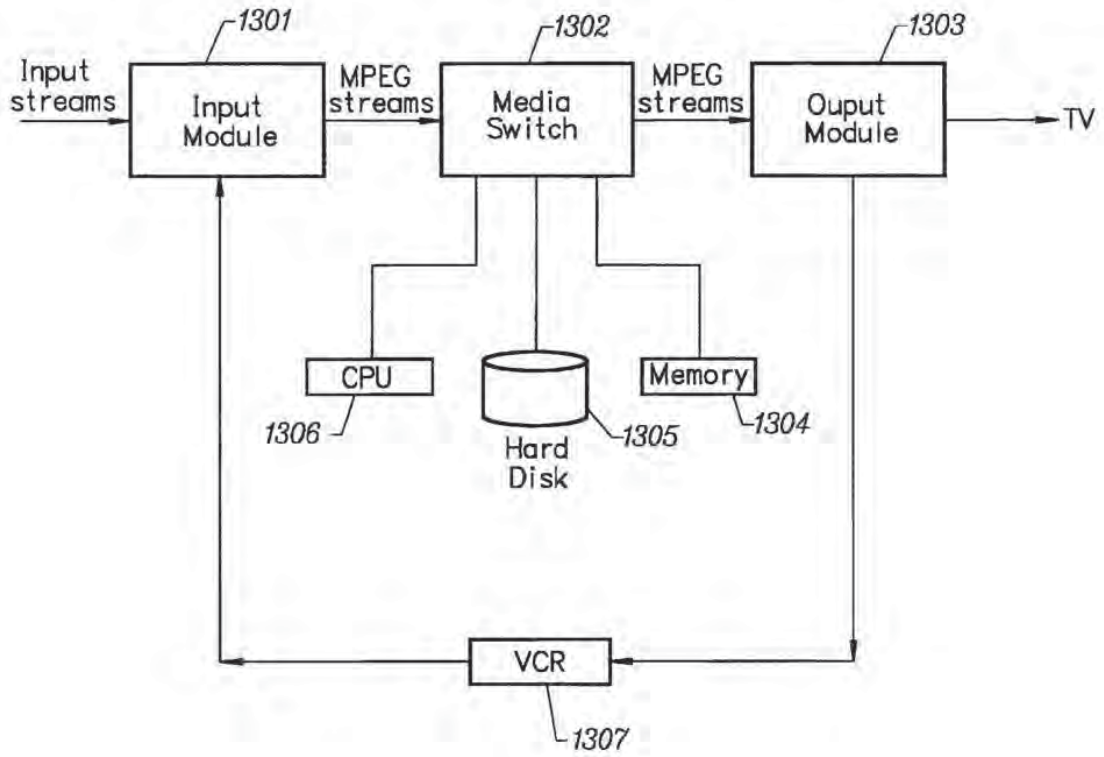 1301
1302
1303
Input
streams
Input
Module
MPEG
streams
Media
Switch
MPEG
streams
Ouput
Module
TV
CPU
1306
Hard
Disk
1305
Memory
1304
VCR
1307